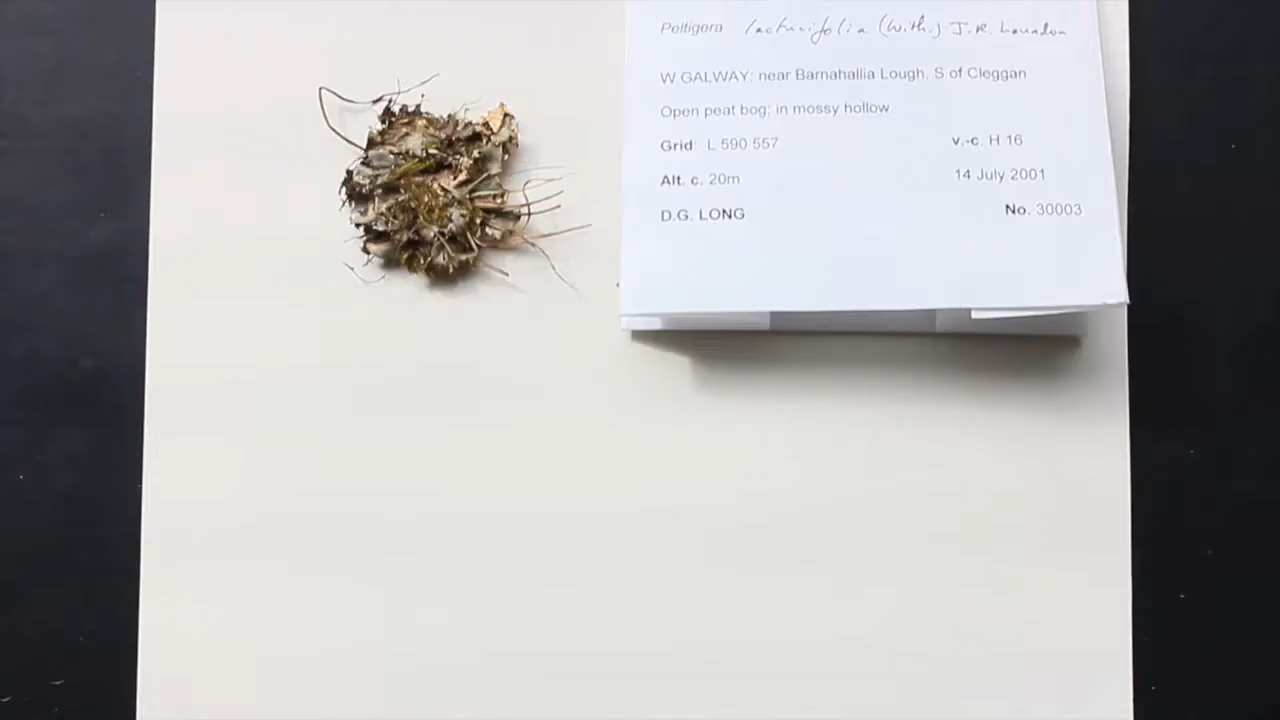 Peltigera lactucifolia (With.) J.R. Laundon
W GALWAY: near Barnahallia Lough, S of Cleggan
Open peat bog; in mossy hollow
Grid: L 590 557 v.-c. H 16
Alt. c. 20m 14 July 2001
D.G. LONG No. 30003